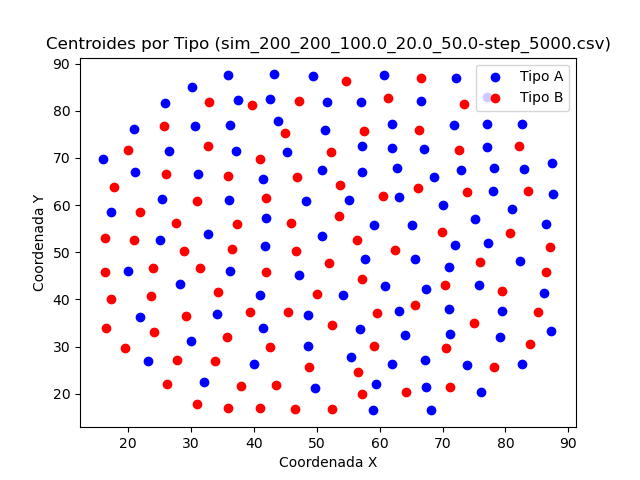 Centroides por Tipo (sim_200_200_100.0_20.0_50.0-step_5000.csv)
Tipo A
Tipo B
Coordenada Y
90
80
70
60
50
40
30
20
20 30 40 50 60 70 80 90
Coordenada X